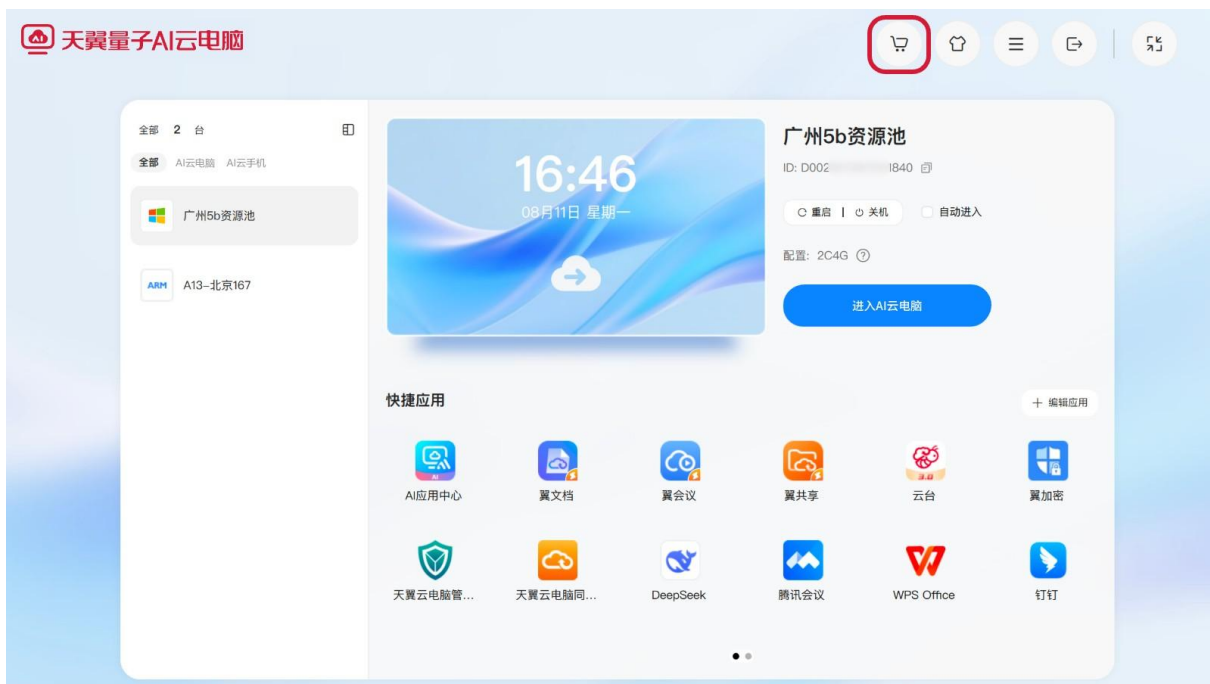 天翼量子AI云电脑
全部 2 台
全部 AI云电脑 AI云手机
广州5b资源池
ARM A13-北京167
16:46
08月11日 星期一
广州5b资源池
ID: D002 1840
重启 | 关机 自动进入
配置: 2C4G
进入AI云电脑
快捷应用
+ 编辑应用
AI
3.0
AI应用中心 翼文档 翼会议 翼共享 云台 翼加密
天翼云电脑管... 天翼云电脑同... DeepSeek 腾讯会议 WPS Office 钉钉